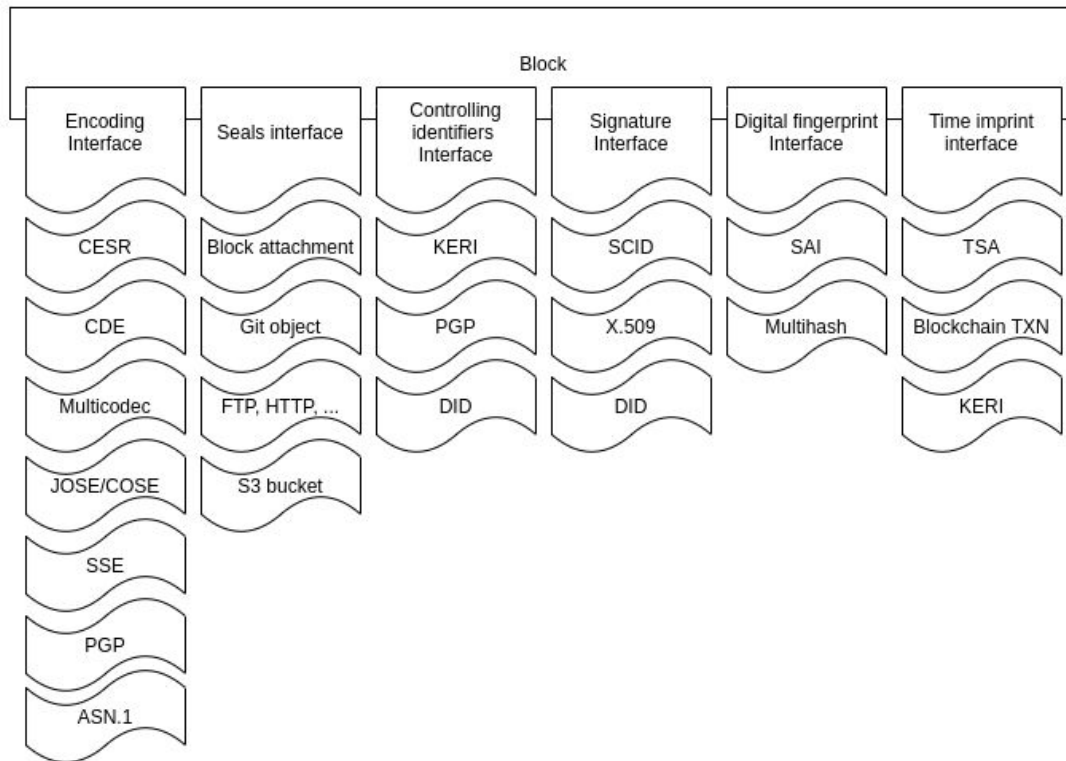 Block
Encoding
Interface
Seals interface
Controlling
identifiers
Interface
Signature
Interface
Digital fingerprint
Interface
Time imprint
interface
CESR
Block attachment
KERI
SCID
SAI
TSA
CDE
Git object
PGP
X.509
Multihash
Blockchain TXN
Multicodec
FTP, HTTP, ...
DID
DID
KERI
JOSE/COSE
S3 bucket
SSE
PGP
ASN.1